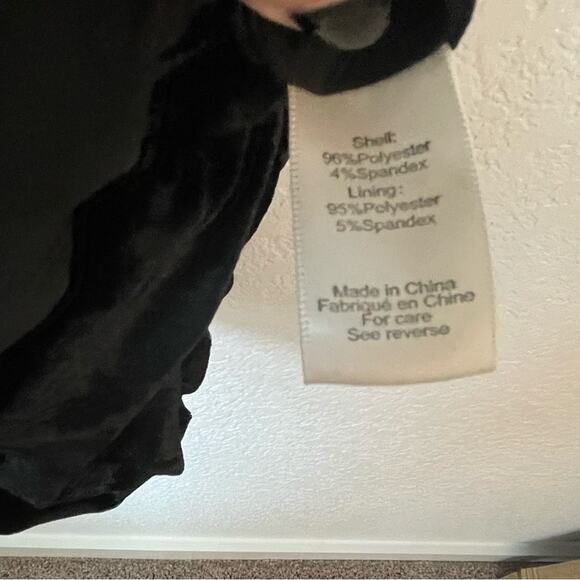 Shell:
96%Polyester
4%Spandex
Lining:
95%Polyester
5%Spandex
Made in China
Fabriqué en Chine
For care
See reverse